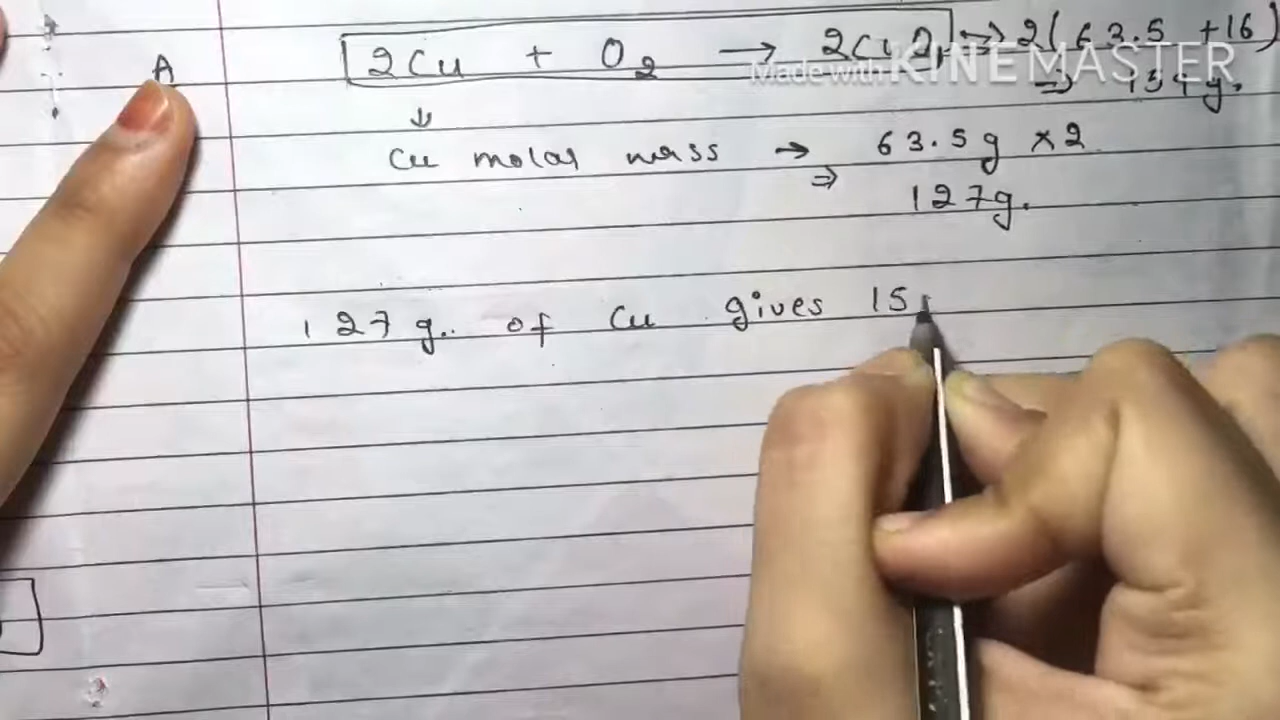 A 2Cu + O2 → 2CuO ⇒ 2(63.5 +16)
Made with KINEMASTER
⇒ 159g.
↓
Cu molar mass → 63.5g ×2
⇒ 127g.
127g. of Cu gives 15